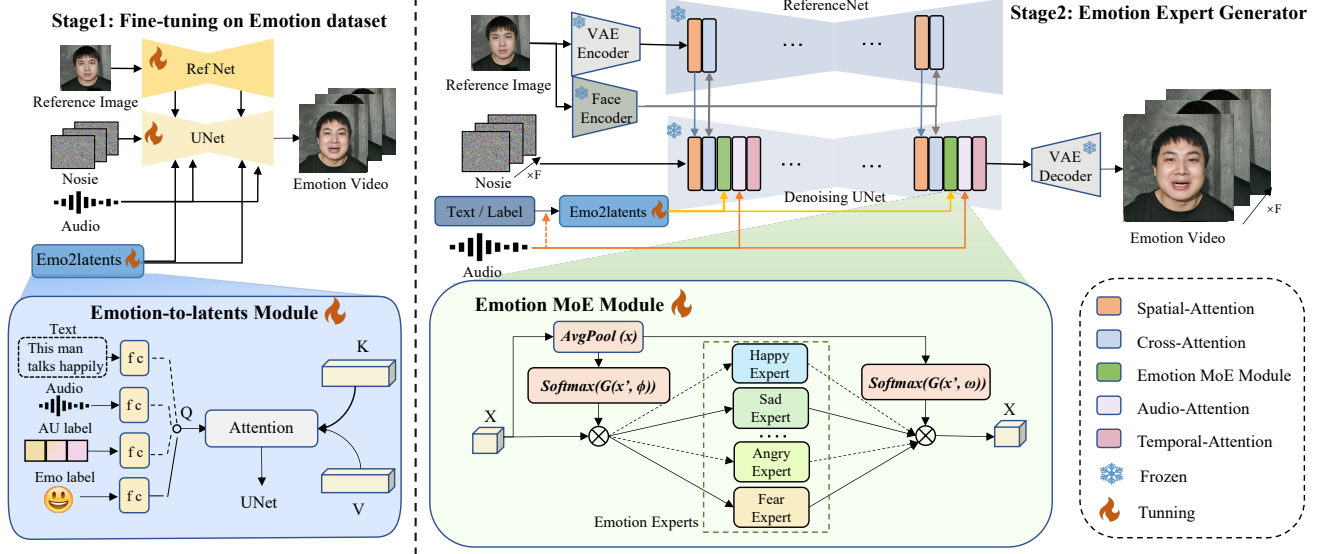 Stage1: Fine-tuning on Emotion dataset
Ref Net
Reference Image
UNet
Nosie
Emotion Video
Audio
Emo2latents
Emotion-to-latents Module
Text
This man
talks happily
f c
K
Audio
f c
Q
AU label
Attention
f c
Emo label
f c
UNet
V
Stage2: Emotion Expert Generator
ReferenceNet
VAE
Encoder
...
...
Reference Image
Face
Encoder
...
...
VAE
Decoder
Nosie
×F
Denoising UNet
Text / Label
Emo2latents
×F
Audio
Emotion Video
Emotion MoE Module
AvgPool (x)
Happy
Expert
Softmax(G(x’, ϕ))
Softmax(G(x’, ω))
Sad
Expert
X
X
....
Angry
Expert
Fear
Expert
Emotion Experts
Spatial-Attention
Cross-Attention
Emotion MoE Module
Audio-Attention
Temporal-Attention
Frozen
Tunning